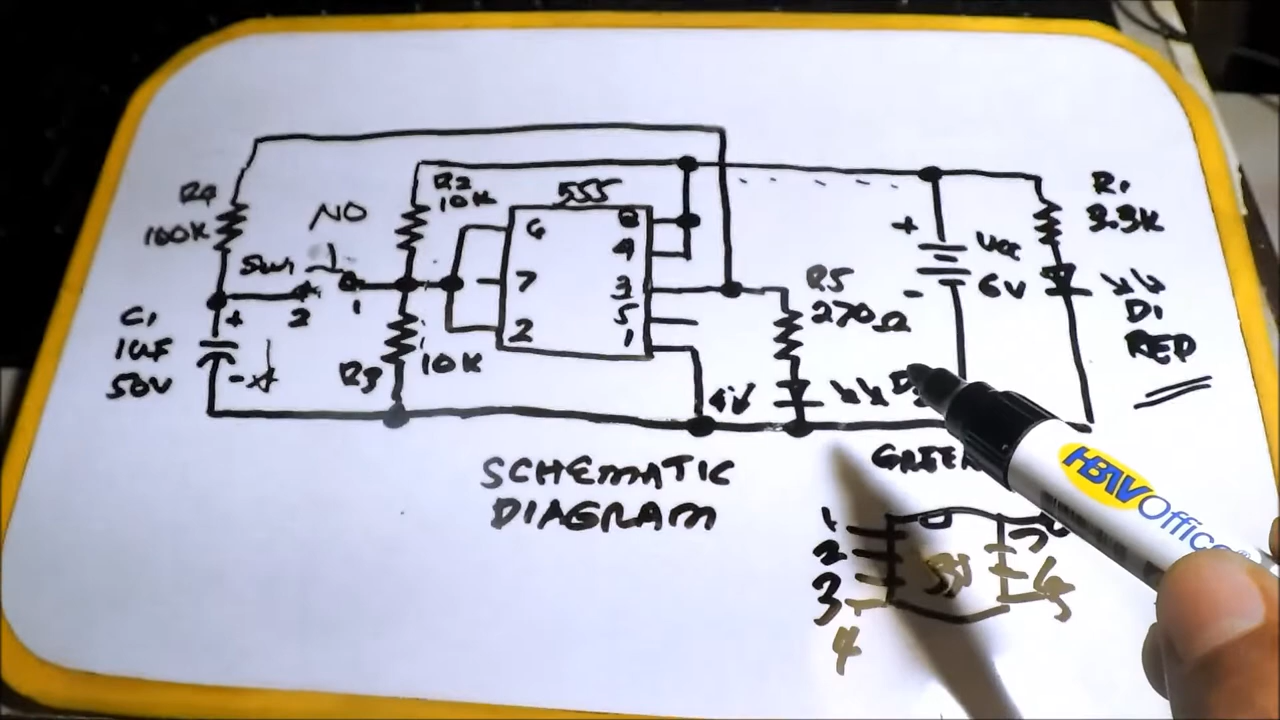 R4
100K
NO
SW1
2
1
C1
1uF
50V
+
-
R2
10K
R3
10K
555
6
7
2
8
4
3
5
1
R5
270Ω
+
-
Vcc
6V
R1
3.3K
D1
RED
GREEN
SCHEMATIC
DIAGRAM
1
2
3
4
5
HBW
Office